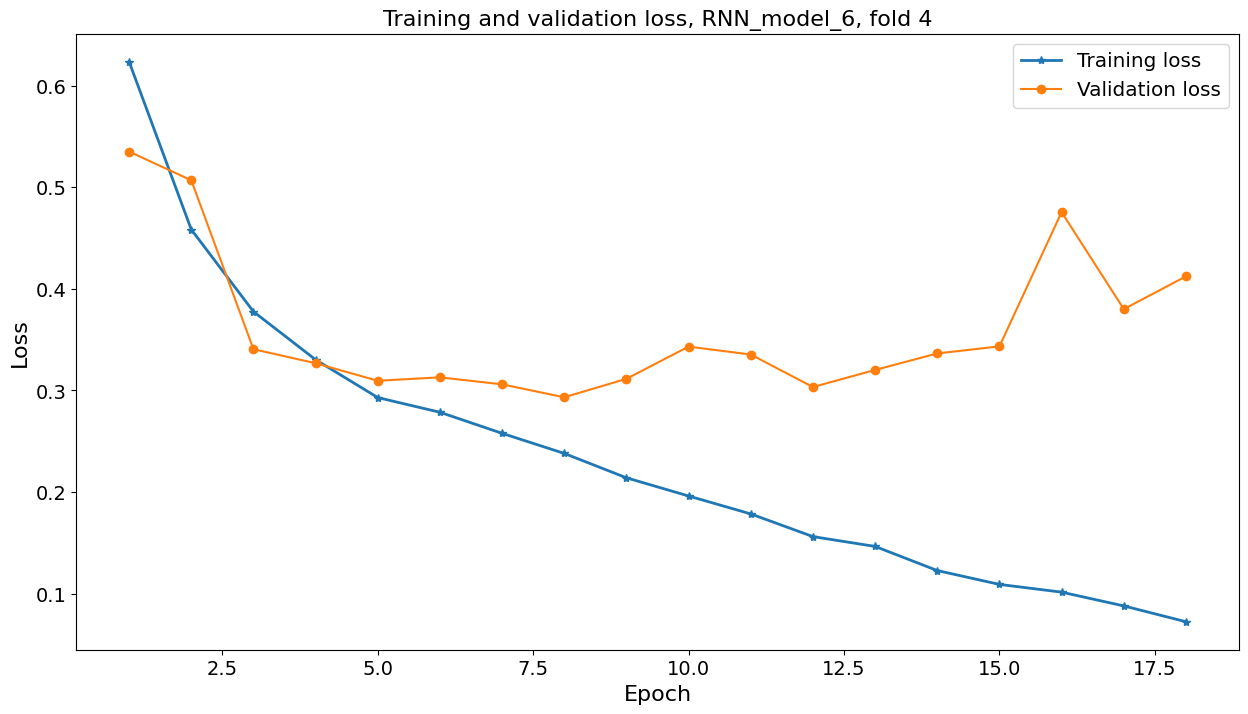 Training and validation loss, RNN_model_6, fold 4
Training loss
Validation loss
Loss
0.6
0.5
0.4
0.3
0.2
0.1
2.5 5.0 7.5 10.0 12.5 15.0 17.5
Epoch